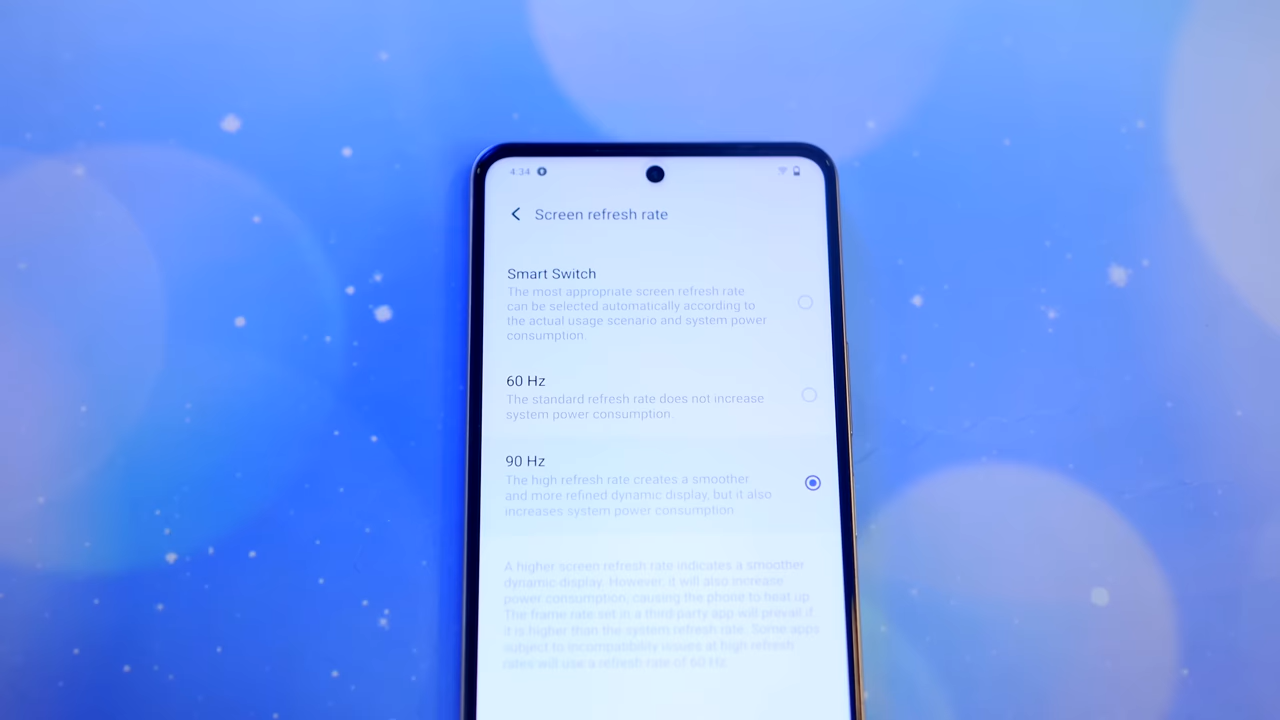 4:34
Screen refresh rate
Smart Switch
The most appropriate screen refresh rate
can be selected automatically according to
the actual usage scenario and system power
consumption.
60 Hz
The standard refresh rate does not increase
system power consumption.
90 Hz
The high refresh rate creates a smoother
and more refined dynamic display, but it also
increases system power consumption.
A higher screen refresh rate indicates a smoother
dynamic display. However, it will also increase
power consumption, causing the phone to heat up.
The frame rate set in a third party app will prevail if
it is higher than the system refresh rate. Some apps
subject to incompatibility issues at high refresh
rates will use a refresh rate of 60 Hz.